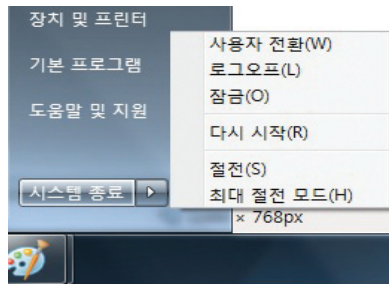 장치 및 프린터
기본 프로그램
도움말 및 지원
시스템 종료
사용자 전환(W)
로그오프(L)
잠금(O)
다시 시작(R)
절전(S)
최대 절전 모드(H)
× 768px